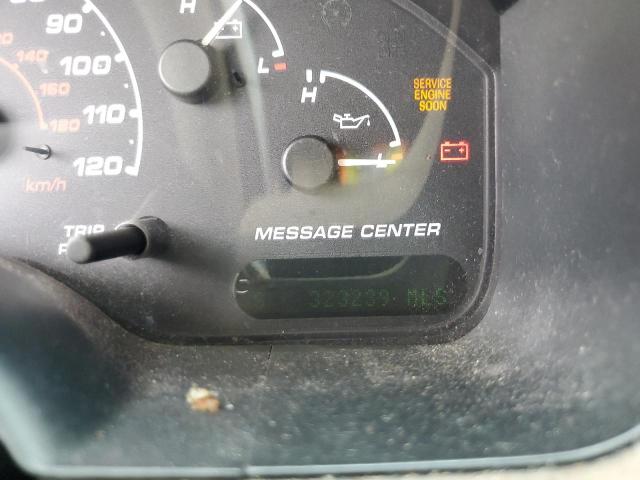 H
90
100
L
H
SERVICE
ENGINE
SOON
140
160
180
110
120
L
km/h
TRIP
MESSAGE CENTER
323239 MLS